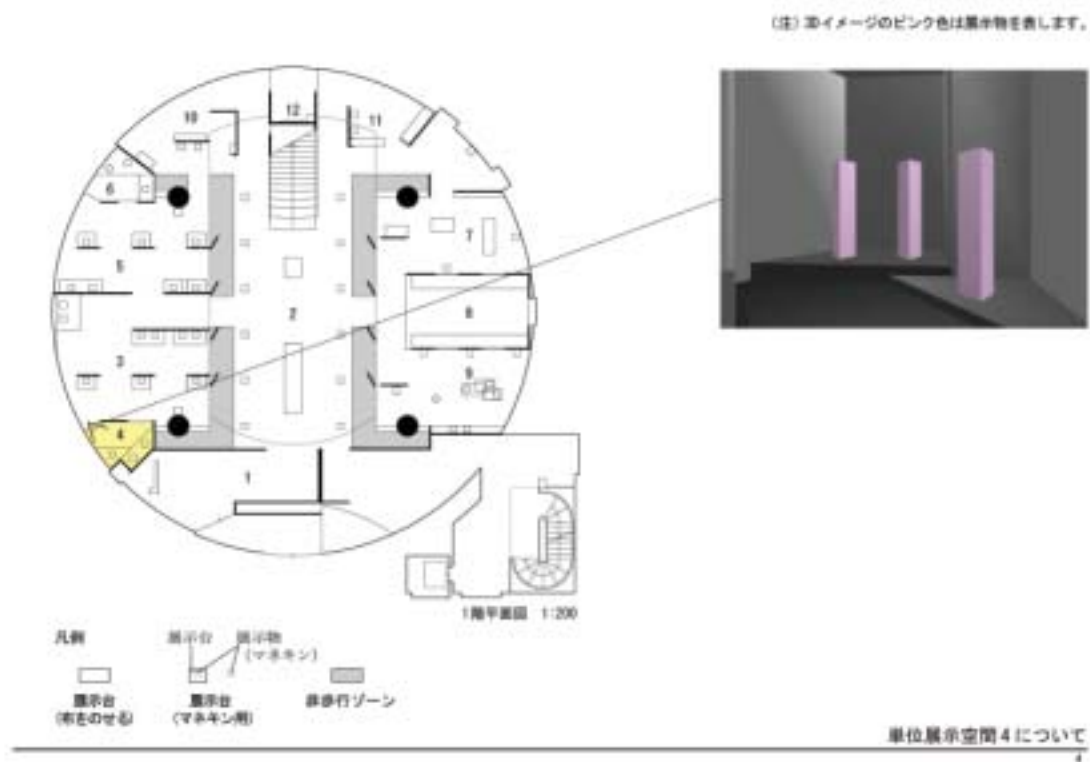 (注) 3Dイメージのピンク色は展示物を表します。
10
12
11
6
7
5
2
8
3
9
4
1
1階平面図 1:200
凡例
展示台 展示物
(マネキン)
展示台
(布をのせる)
展示台
(マネキン用)
非歩行ゾーン
単位展示空間4について
4